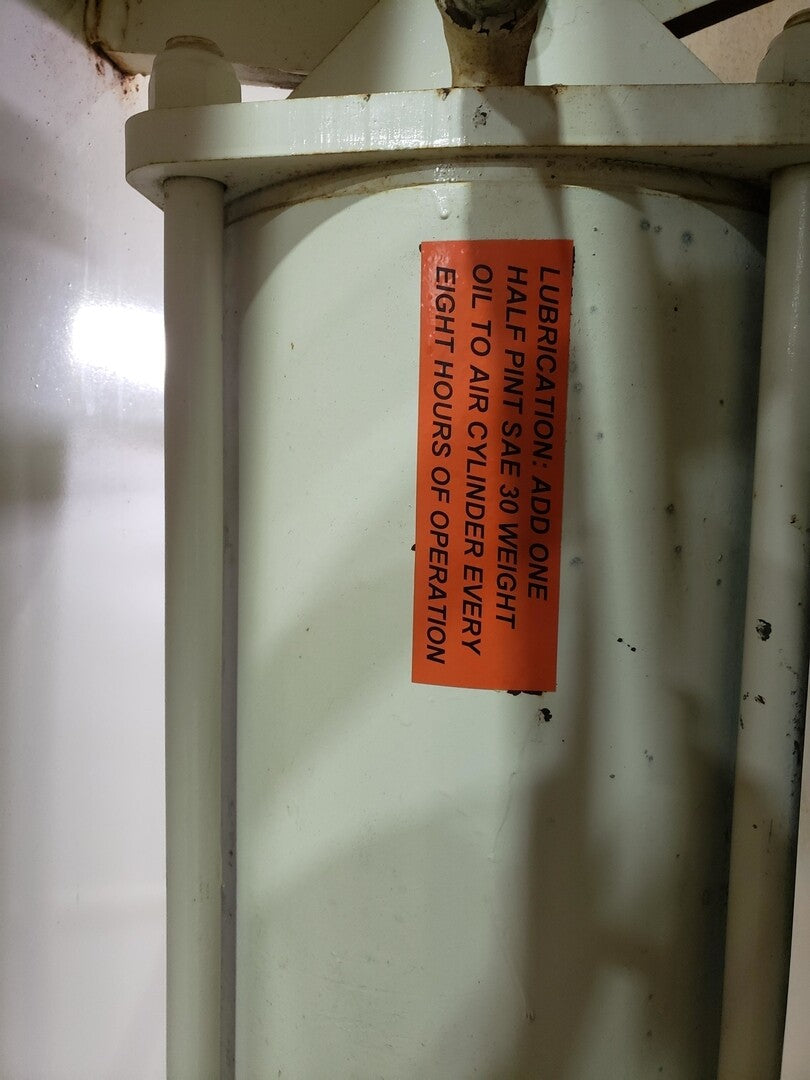 LUBRICATION: ADD ONE
HALF PINT SAE 30 WEIGHT
OIL TO AIR CYLINDER EVERY
EIGHT HOURS OF OPERATION